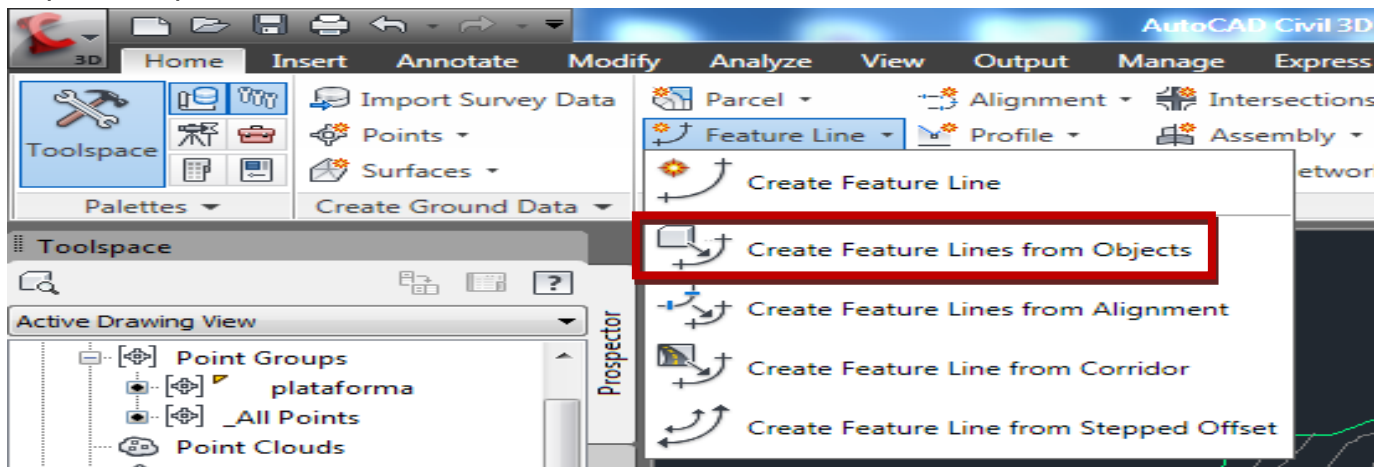 AutoCAD Civil 3D
3D Home Insert Annotate Modify Analyze View Output Manage Express
Toolspace
Import Survey Data
Points
Surfaces
Palettes
Create Ground Data
Parcel
Feature Line
Alignment
Profile
Intersections
Assembly
Create Feature Line
Create Feature Lines from Objects
Create Feature Lines from Alignment
Create Feature Line from Corridor
Create Feature Line from Stepped Offset
Toolspace
?
Active Drawing View
Prospector
Point Groups
plataforma
_All Points
Point Clouds